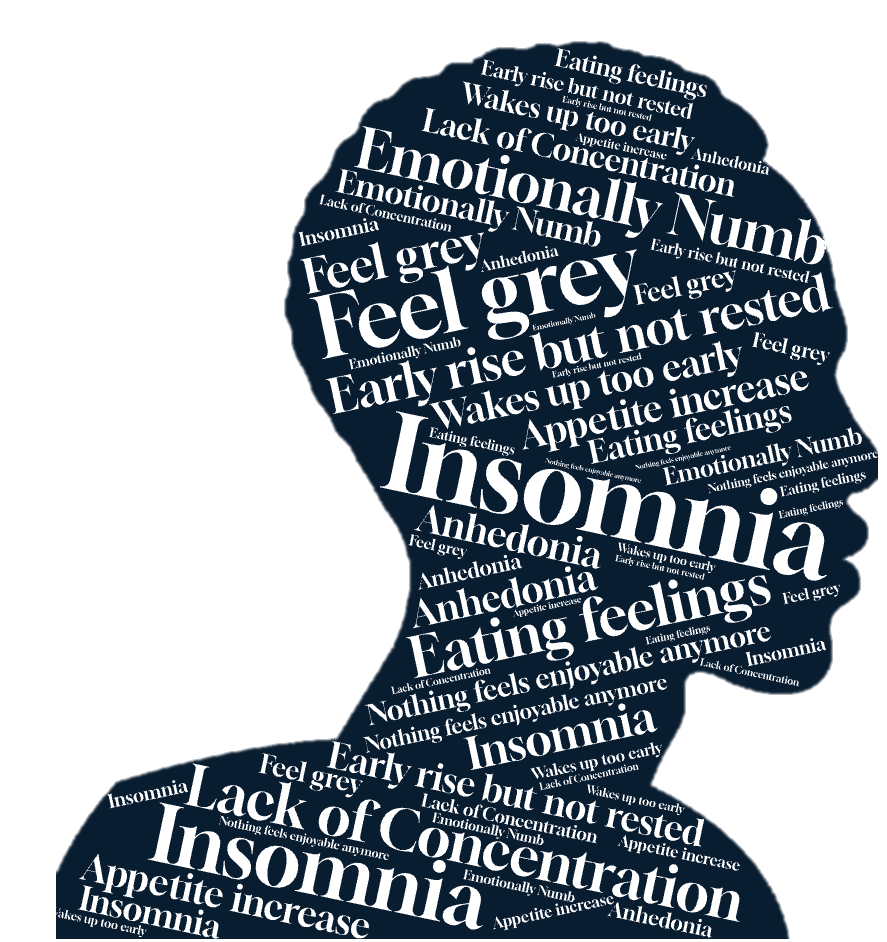 Eating feelings
Early rise but not rested
Early rise but not rested
Wakes up too early
Appetite increase
Anhedonia
Lack of Concentration
Emotionally Numb
Emotionally Numb
Lack of Concentration
Insomnia
Early rise but not rested
Feel grey
Anhedonia
Feel grey
Feel grey
Emotionally Numb
Emotionally Numb
Early rise but not rested
Feel grey
Early rise but not rested
Wakes up too early
Appetite increase
Eating feelings
Eating feelings
Nothing feels enjoyable anymore
Nothing feels enjoyable anymore
Emotionally Numb
Nothing feels enjoyable anymore
Eating feelings
Eating feelings
Insomnia
Anhedonia
Feel grey
Wakes up too early
Early rise but not rested
Anhedonia
Anhedonia
Appetite increase
Feel grey
Eating feelings
Eating feelings
Insomnia
Lack of Concentration
Lack of Concentration
Nothing feels enjoyable anymore
Nothing feels enjoyable anymore
Insomnia
Wakes up too early
Lack of Concentration
Early rise but not rested
Feel grey
Wakes up too early
Insomnia
Lack of Concentration
Lack of Concentration
Emotionally Numb
Appetite increase
Nothing feels enjoyable anymore
Insomnia
Emotionally Numb
Appetite increase
Appetite increase
Anhedonia
Insomnia
Wakes up too early